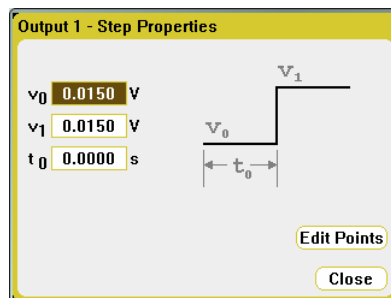 Output 1 - Step Properties
v0 0.0150 V
v1 0.0150 V
t0 0.0000 s
v1
v0
t0
Edit Points
Close